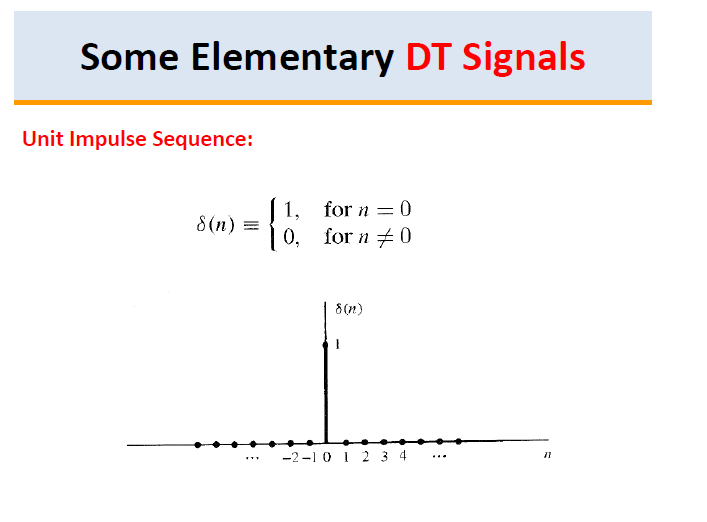 Some Elementary DT Signals
Unit Impulse Sequence:
δ(n) ≡ { 1, for n = 0
0, for n ≠ 0
δ(n)
1
... −2 −1 0 1 2 3 4 ... n